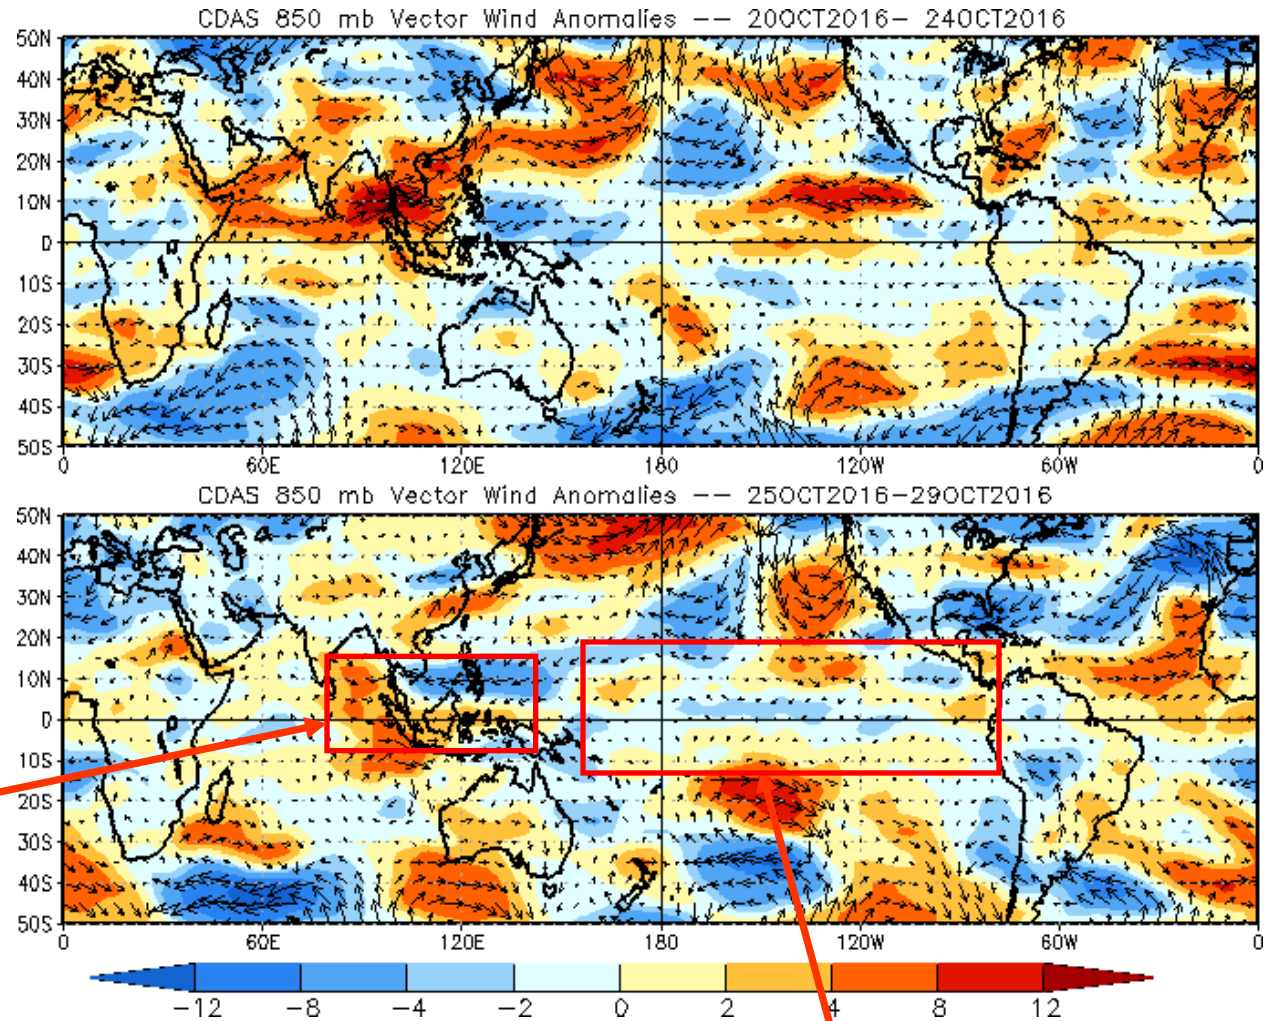 CDAS 850 mb Vector Wind Anomalies -- 20OCT2016- 24OCT2016
50N
40N
30N
20N
10N
0
10S
20S
30S
40S
50S
0 60E 120E 180 120W 60W 0
CDAS 850 mb Vector Wind Anomalies -- 25OCT2016-29OCT2016
50N
40N
30N
20N
10N
0
10S
20S
30S
40S
50S
0 60E 120E 180 120W 60W 0
-12 -8 -4 -2 0 2 4 8 12